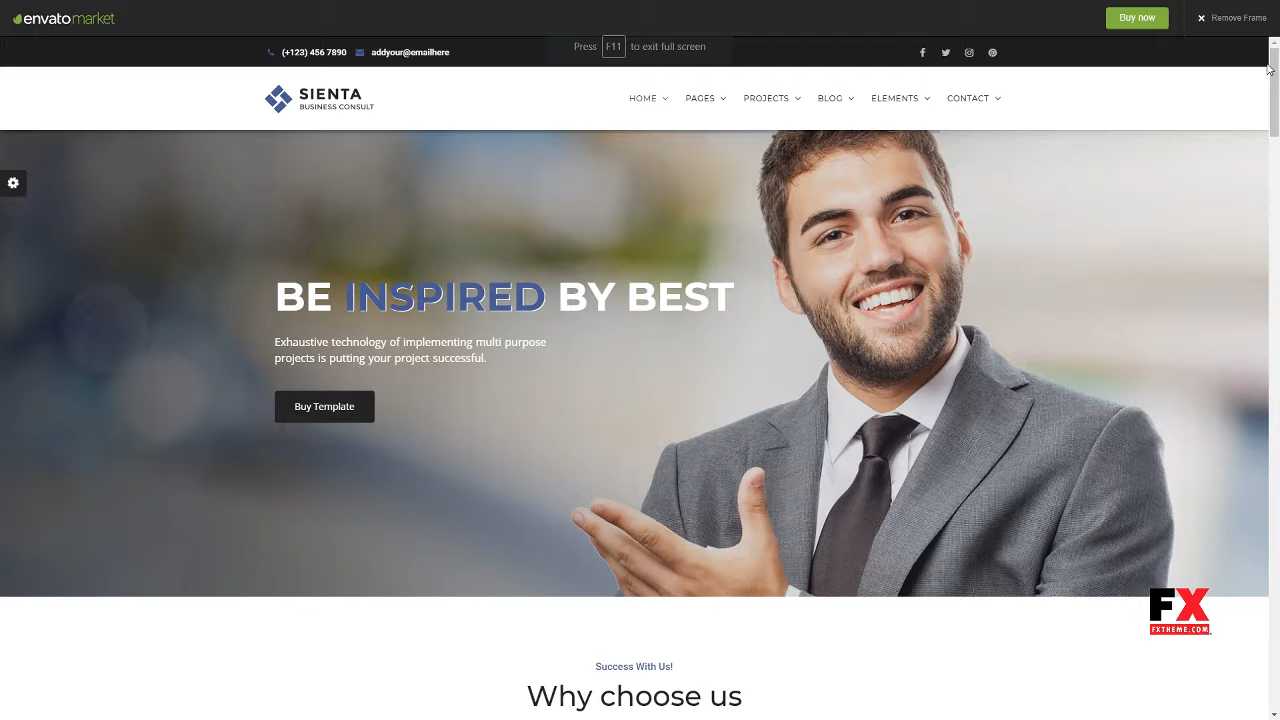 envatomarket
Buy now
Remove Frame
(+123) 456 7890
addyour@emailhere
Press F11 to exit full screen
SIENTA
BUSINESS CONSULT
HOME
PAGES
PROJECTS
BLOG
ELEMENTS
CONTACT
BE INSPIRED BY BEST
Exhaustive technology of implementing multi purpose
projects is putting your project successful.
Buy Template
FX
FXTHEME.COM
Success With Us!
Why choose us